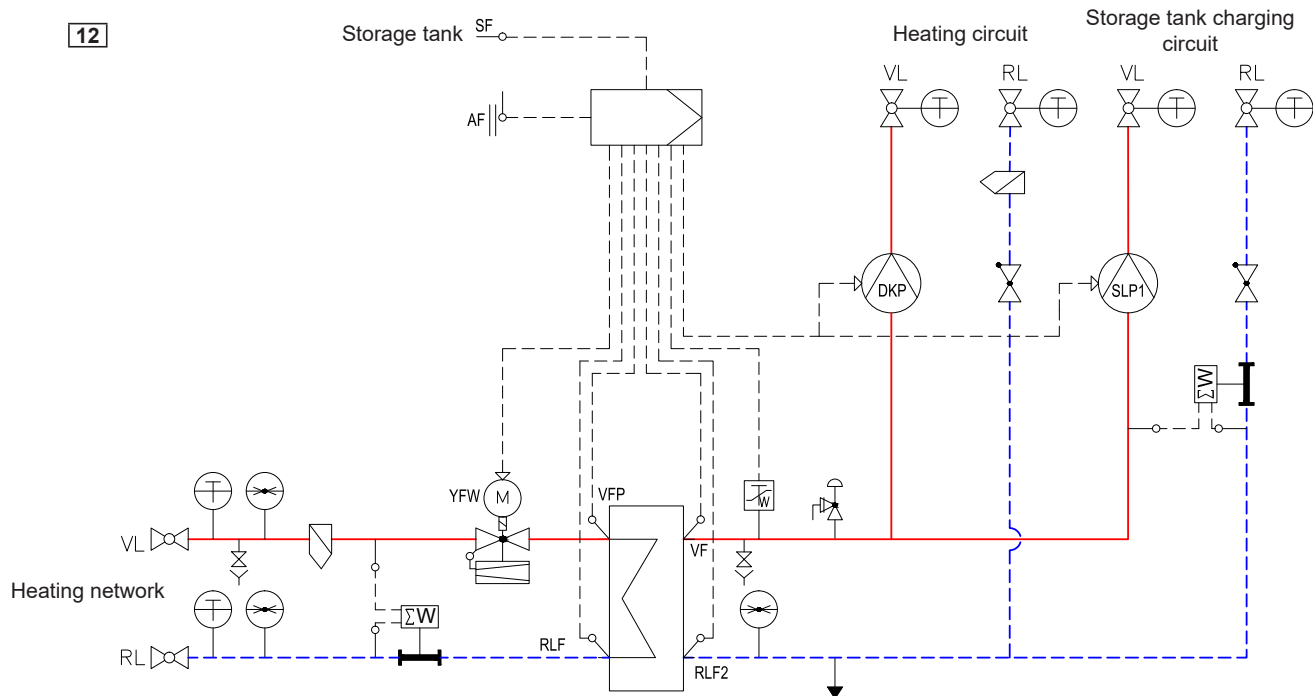 12
Storage tank
SF
Heating circuit
Storage tank charging
circuit
VL
RL
VL
RL
T
T
T
T
AF
DKP
SLP1
ΣW
T
YFW
M
VFP
W
VL
VF
Heating network
T
ΣW
RL
RLF
RLF2